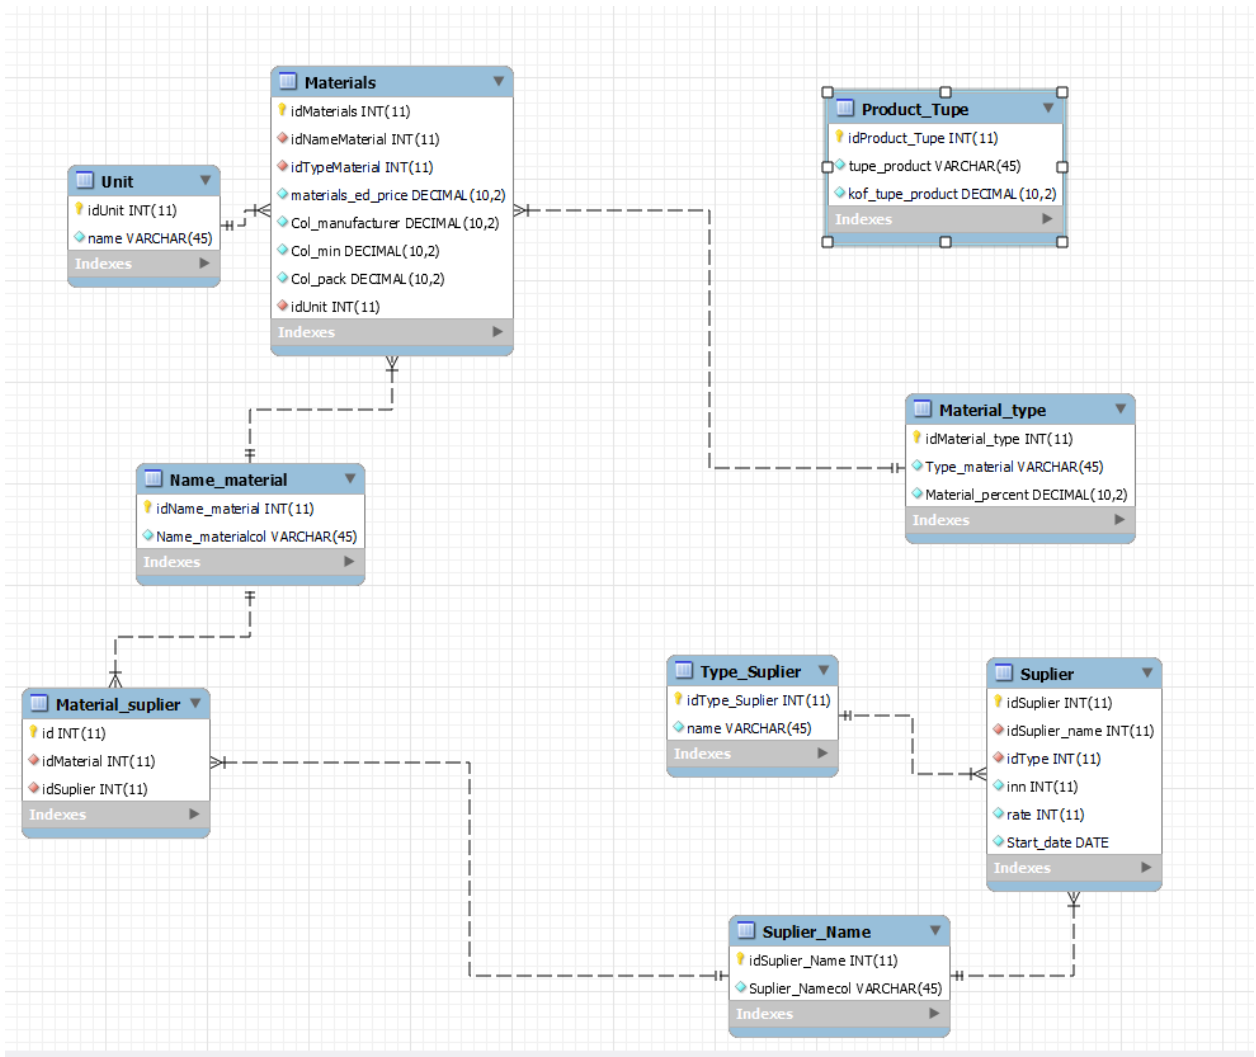 Materials
idMaterials INT(11)
idNameMaterial INT(11)
idTypeMaterial INT(11)
materials_ed_price DECIMAL(10,2)
Col_manufacturer DECIMAL(10,2)
Col_min DECIMAL(10,2)
Col_pack DECIMAL(10,2)
idUnit INT(11)
Indexes
Product_Tupe
idProduct_Tupe INT(11)
tupe_product VARCHAR(45)
kof_tupe_product DECIMAL(10,2)
Indexes
Unit
idUnit INT(11)
name VARCHAR(45)
Indexes
Material_type
idMaterial_type INT(11)
Type_material VARCHAR(45)
Material_percent DECIMAL(10,2)
Indexes
Name_material
idName_material INT(11)
Name_materialcol VARCHAR(45)
Indexes
Material_suplier
id INT(11)
idMaterial INT(11)
idSuplier INT(11)
Indexes
Type_Suplier
idType_Suplier INT(11)
name VARCHAR(45)
Indexes
Suplier
idSuplier INT(11)
idSuplier_name INT(11)
idType INT(11)
inn INT(11)
rate INT(11)
Start_date DATE
Indexes
Suplier_Name
idSuplier_Name INT(11)
Suplier_Namecol VARCHAR(45)
Indexes